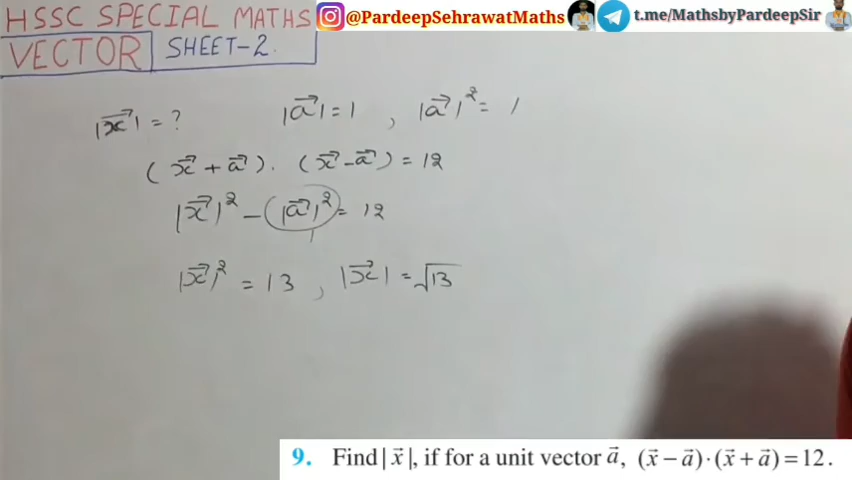 HSSC SPECIAL MATHS @PardeepSehrawatMaths t.me/MathsbyPardeepSir
VECTOR SHEET-2.
|x⃗| = ? |a⃗| = 1 , |a⃗|² = 1
(x⃗ + a⃗) . (x⃗ - a⃗) = 12
|x⃗|² - |a⃗|² = 12
1
|x⃗|² = 13 , |x⃗| = √13
9. Find |x⃗|, if for a unit vector a⃗, (x⃗ − a⃗)·(x⃗ + a⃗) = 12.